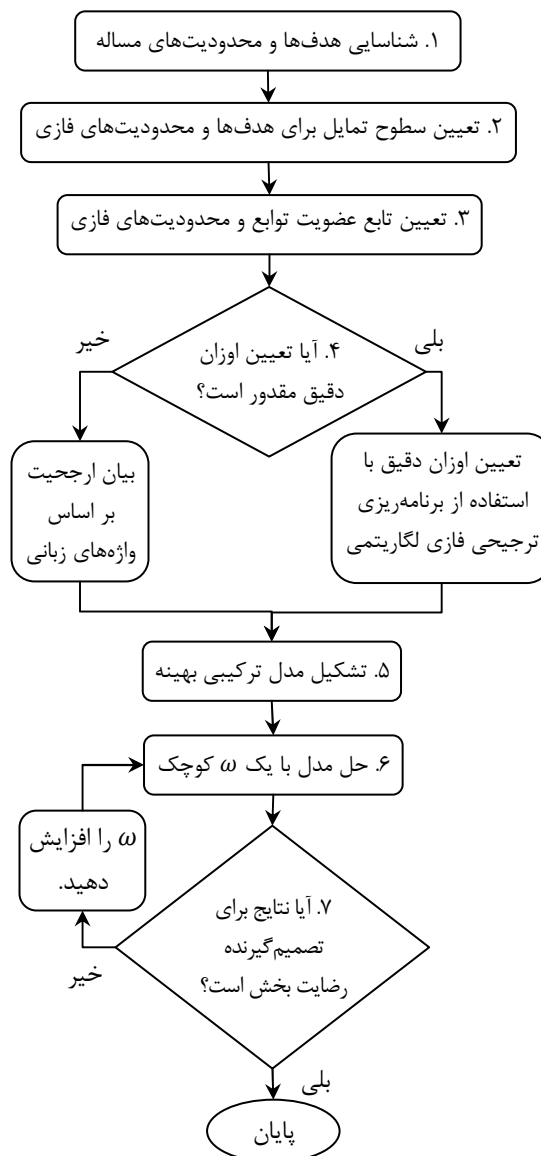 ۱. شناسایی هدف‌ها و محدودیت‌های مساله
۲. تعیین سطوح تمایل برای هدف‌ها و محدودیت‌های فازی
۳. تعیین تابع عضویت توابع و محدودیت‌های فازی
۴. آیا تعیین اوزان
دقیق مقدور است؟
بلی
خیر
تعیین اوزان دقیق با
استفاده از برنامه‌ریزی
ترجیحی فازی لگاریتمی
بیان ارجحیت
بر اساس
واژه‌های زبانی
۵. تشکیل مدل ترکیبی بهینه
۶. حل مدل با یک ω کوچک
ω را افزایش
دهید.
۷. آیا نتایج برای
تصمیم‌گیرنده
رضایت بخش است؟
خیر
بلی
پایان